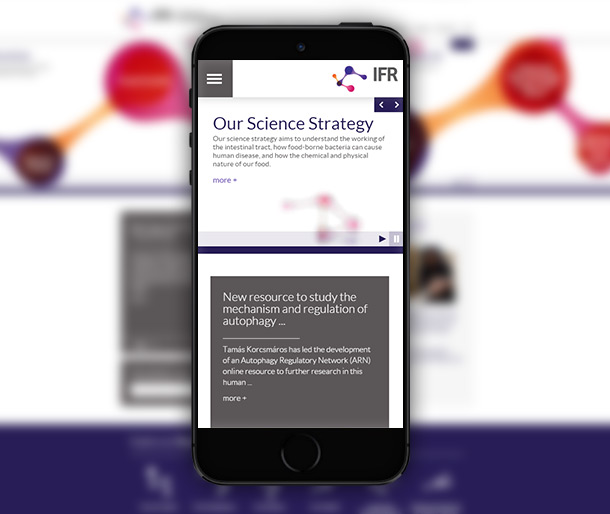 IFR
Our Science Strategy
Our science strategy aims to understand the working of
the intestinal tract, how food-borne bacteria can cause
human disease, and how the chemical and physical
nature of our food.
more +
New resource to study the
mechanism and regulation of
autophagy ...
Tamás Korcsmáros has led the development
of an Autophagy Regulatory Network (ARN)
online resource to further research in this
human ...
more +